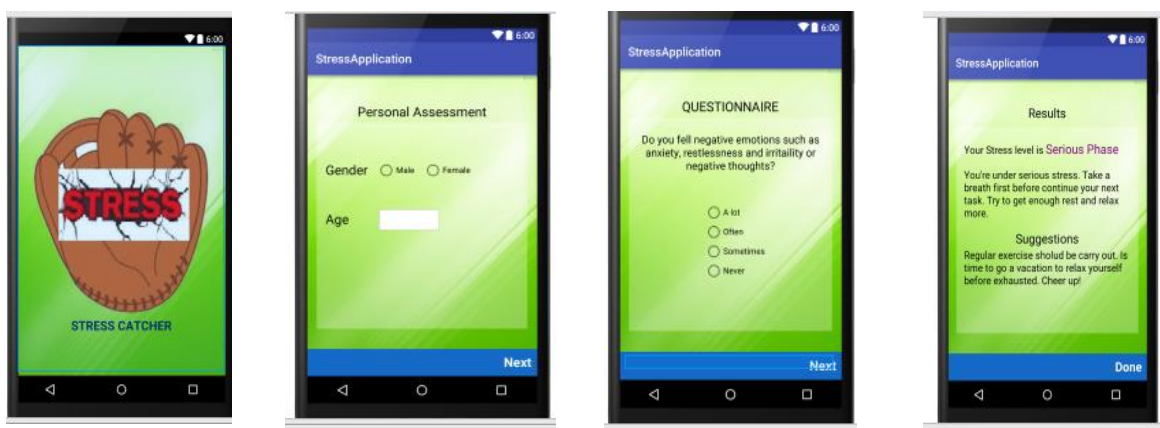 6:00
STRESS
STRESS CATCHER
6:00
StressApplication
Personal Assessment
Gender Male Female
Age
Next
6:00
StressApplication
QUESTIONNAIRE
Do you fell negative emotions such as
anxiety, restlessness and irritaility or
negative thoughts?
A lot
Often
Sometimes
Never
Next
6:00
StressApplication
Results
Your Stress level is Serious Phase
You're under serious stress. Take a
breath first before continue your next
task. Try to get enough rest and relax
more.
Suggestions
Regular exercise sholud be carry out. Is
time to go a vacation to relax yourself
before exhausted. Cheer up!
Done